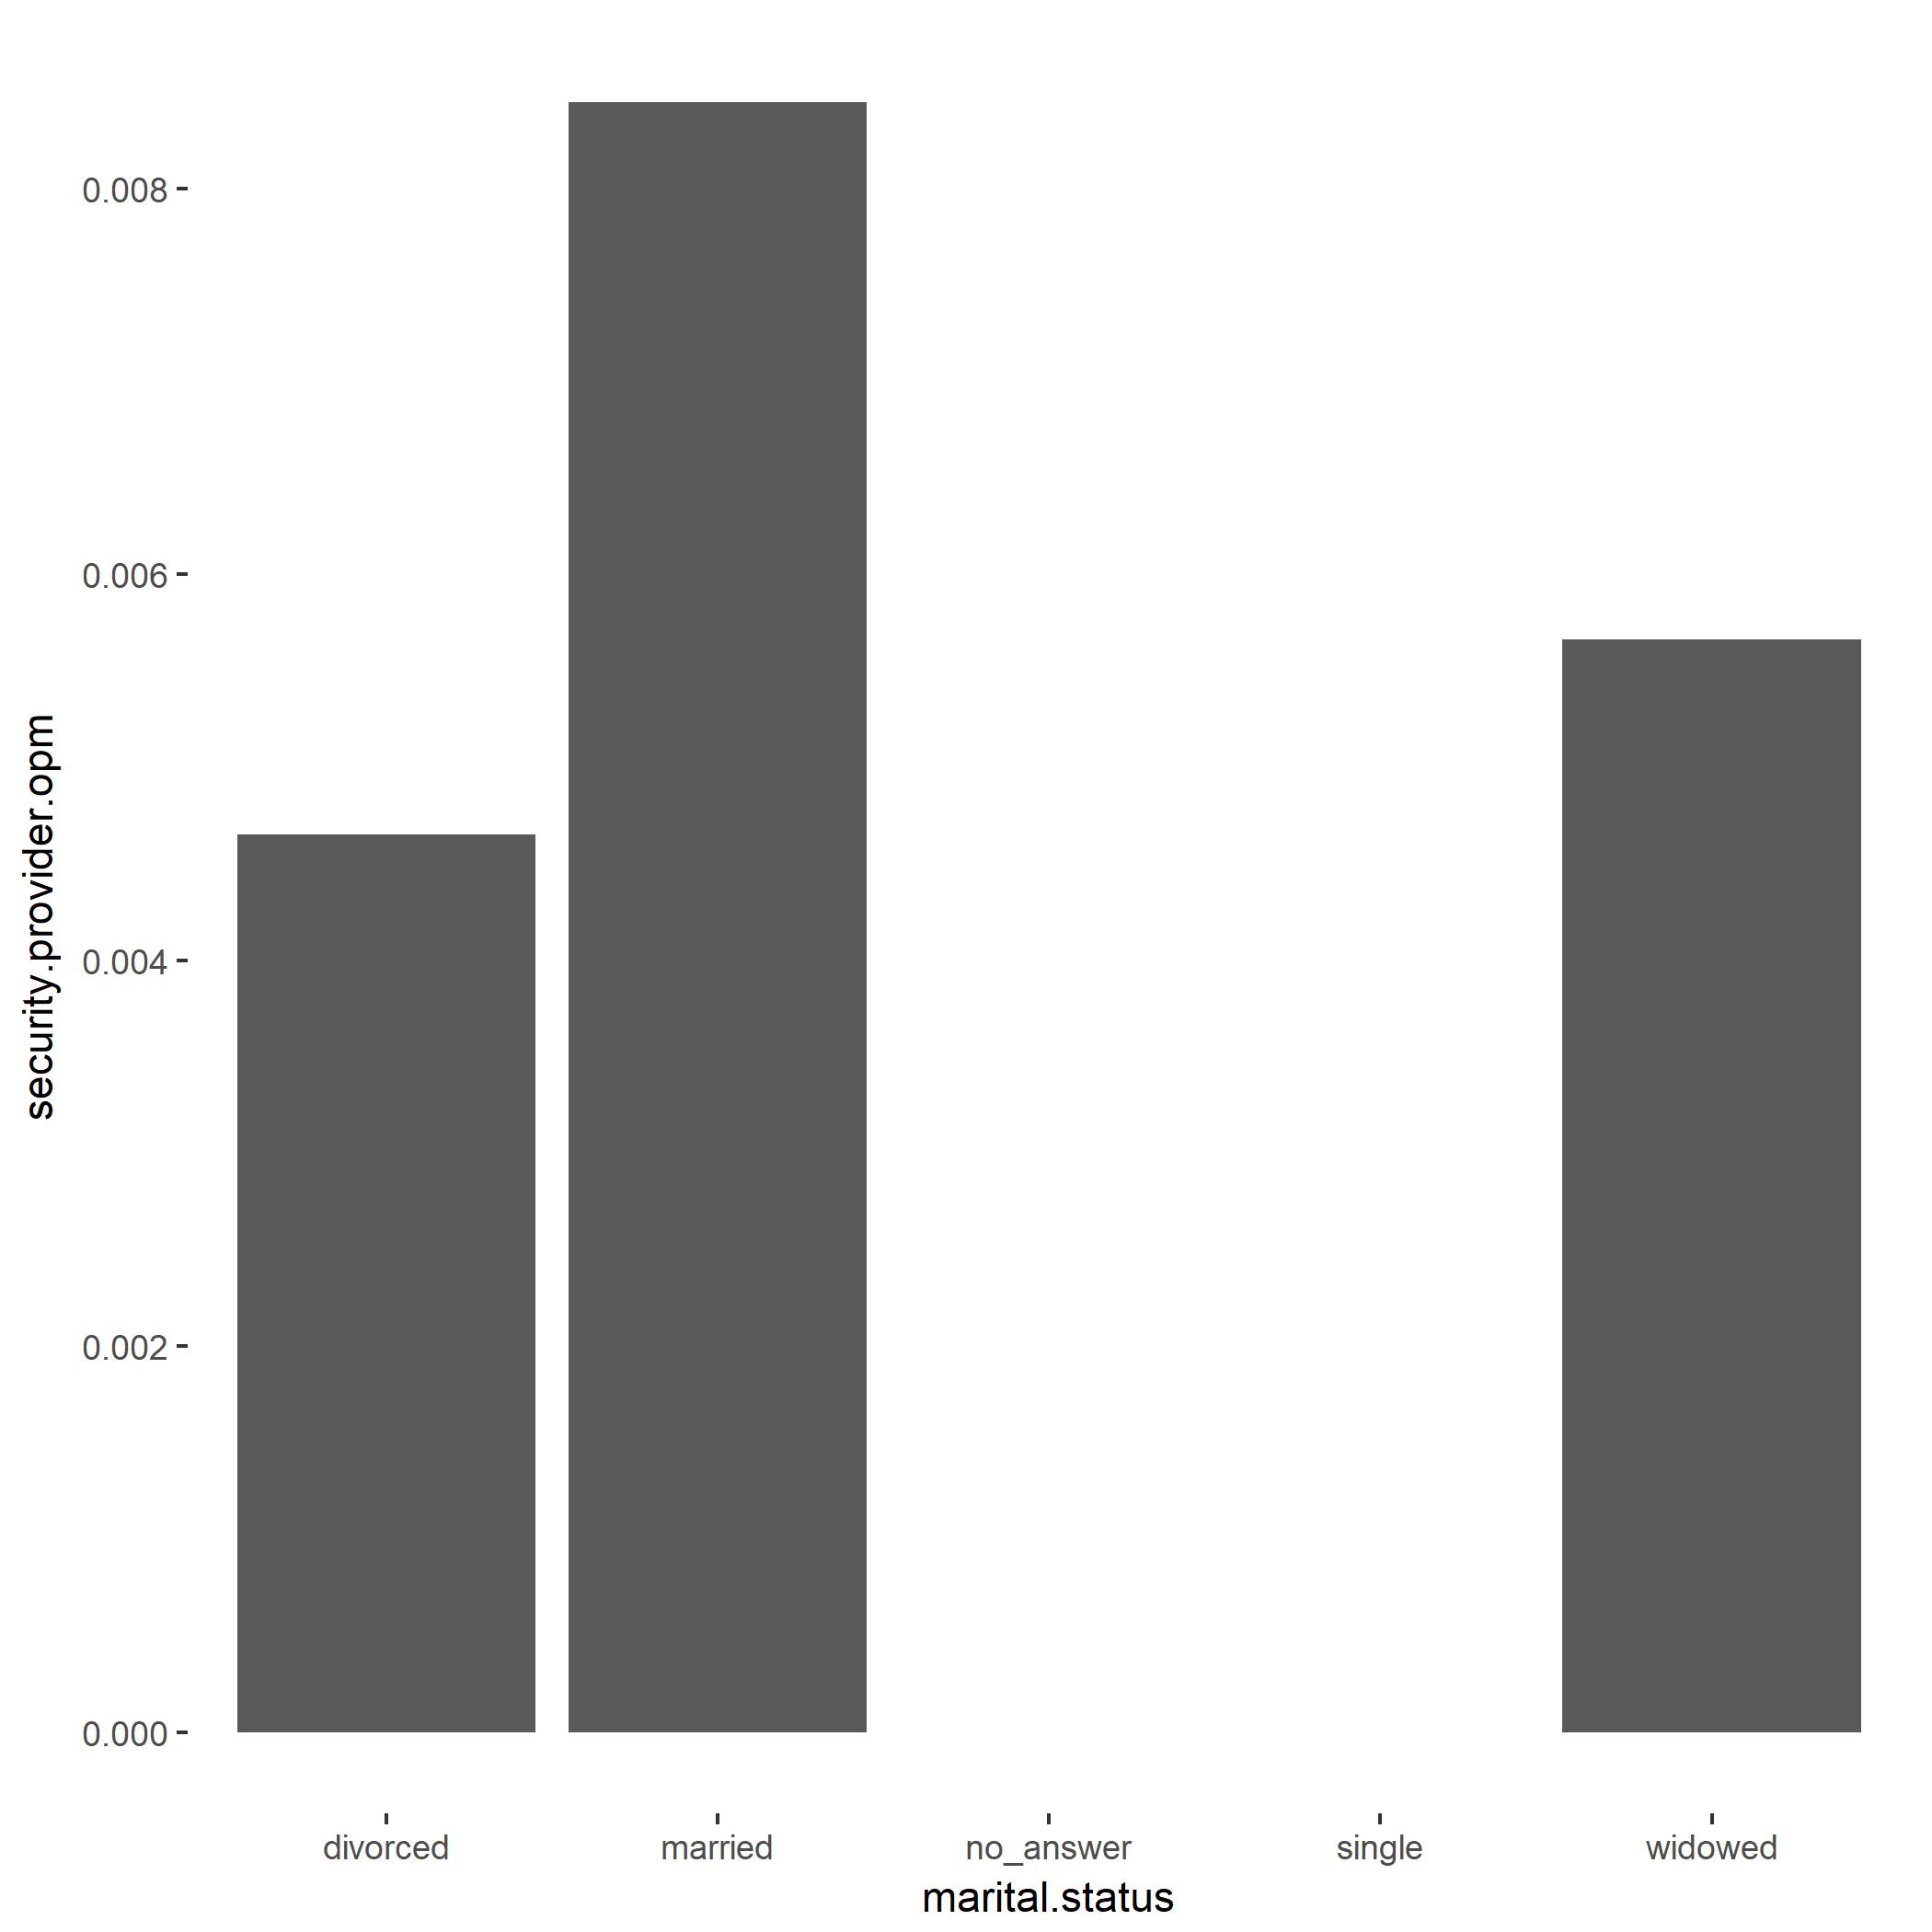 0.008
0.006
0.004
0.002
0.000
security.provider.opm
divorced married no_answer single widowed
marital.status